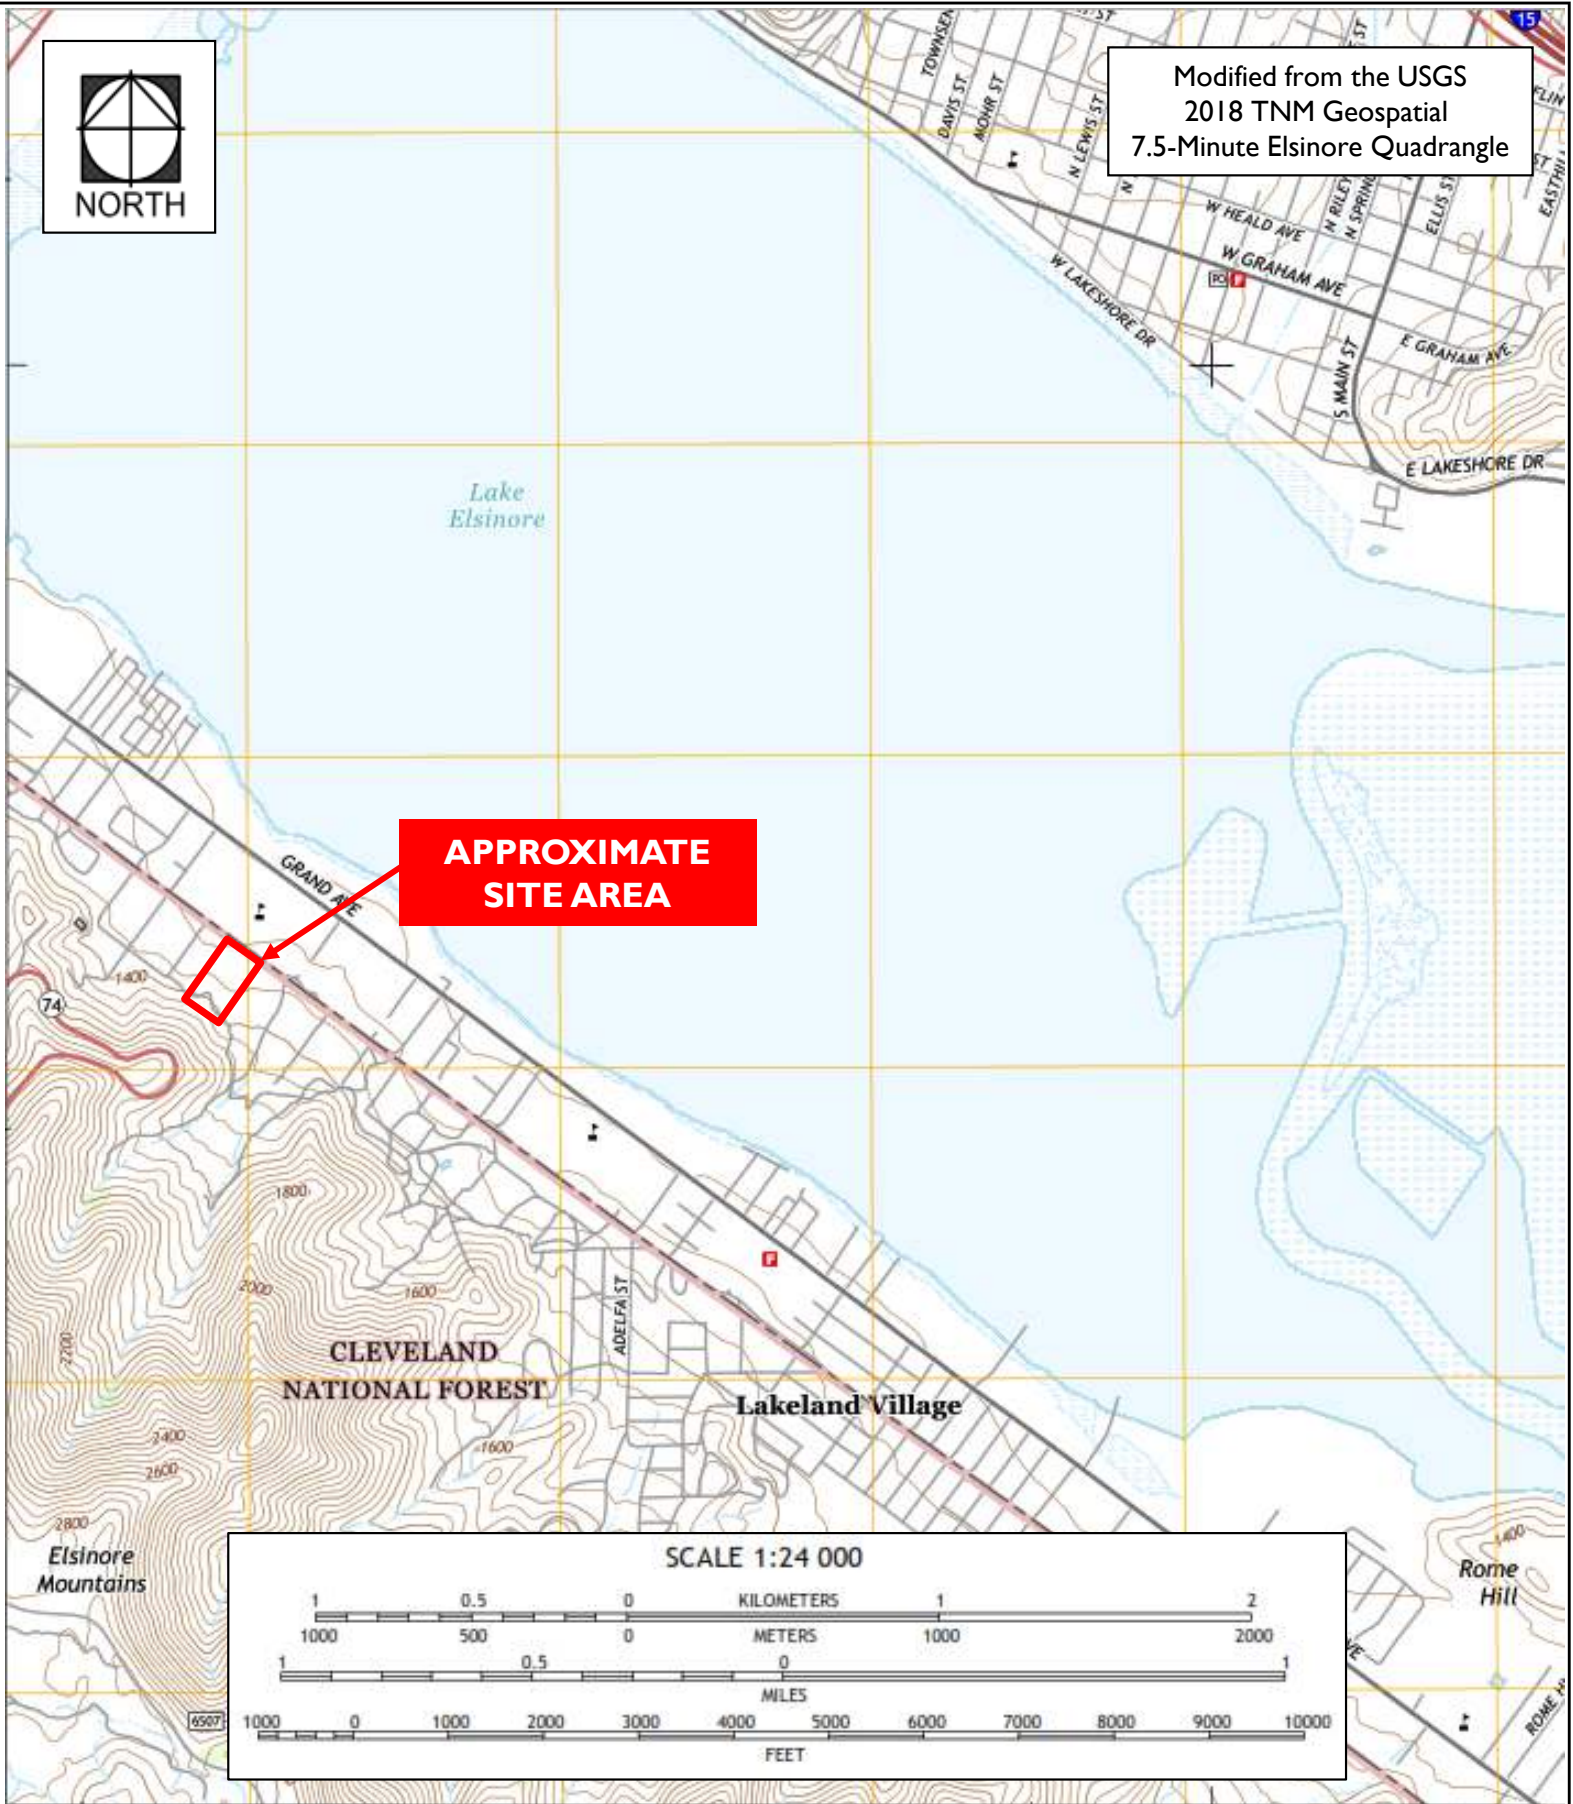 15
NORTH
Modified from the USGS
2018 TNM Geospatial
7.5-Minute Elsinore Quadrangle
DAVIS ST
MOHR ST
N LEWIS ST
ST
W HEALD AVE
N RILEY
N SPRING
ELLIS ST
W GRAHAM AVE
PO F
W LAKESHORE DR
E GRAHAM AVE
S MAIN ST
E LAKESHORE DR
Lake
Elsinore
APPROXIMATE
SITE AREA
GRAND AVE
1400
74
1800
2000
1600
2200
ADELFA ST
F
CLEVELAND
NATIONAL FOREST
Lakeland Village
2400
1600
2600
2800
1400
Elsinore
Mountains
Rome
Hill
SCALE 1:24 000
1 0.5 0 KILOMETERS 1 2
1000 500 0 METERS 1000 2000
1 0.5 0 1
MILES
6S07
1000 0 1000 2000 3000 4000 5000 6000 7000 8000 9000 10000
FEET